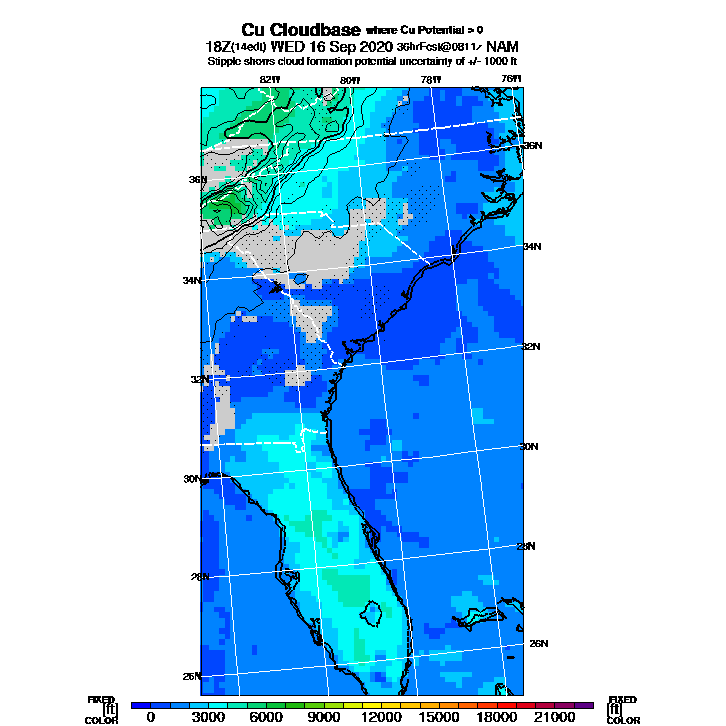 Cu Cloudbase where Cu Potential > 0
18Z(14edt) WED 16 Sep 2020 36hrFcst@0811z NAM
Stipple shows cloud formation potential uncertainty of +/- 1000 ft
82W 80W 78W 76W
36N
36N
34N
34N
32N
32N
30N
30N
28N
28N
26N
26N
FIXED
[ft]
COLOR
0 3000 6000 9000 12000 15000 18000 21000
FIXED
[ft]
COLOR